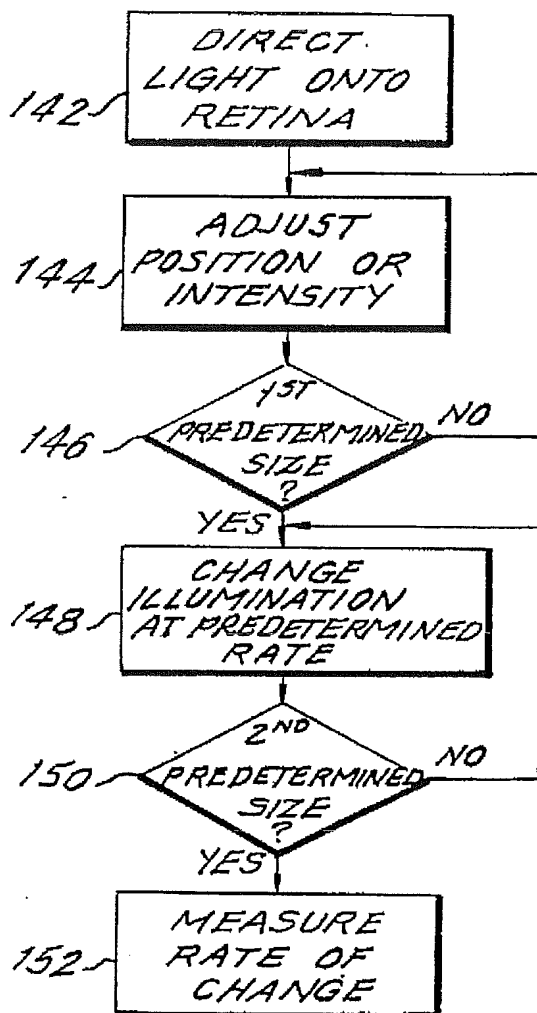 DIRECT
LIGHT ONTO
RETINA
142
ADJUST
POSITION OR
INTENSITY
144
1ST
PREDETERMINED
SIZE
?
146
NO
YES
CHANGE
ILLUMINATION
AT PREDETERMINED
RATE
148
2ND
PREDETERMINED
SIZE
?
150
NO
YES
MEASURE
RATE OF
CHANGE
152